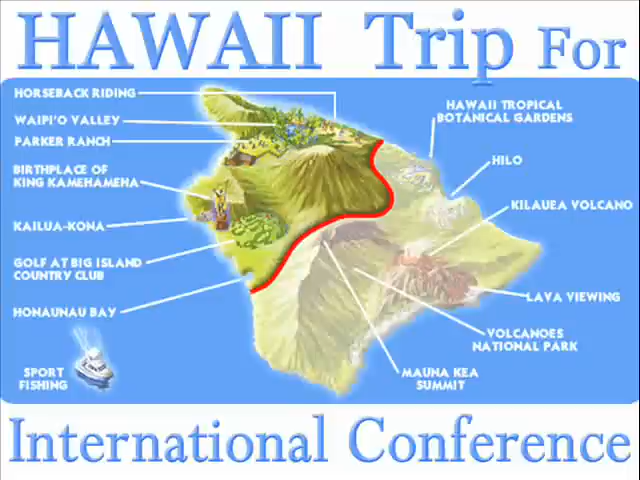 HAWAII Trip For
HORSEBACK RIDING
WAIPI'O VALLEY
PARKER RANCH
BIRTHPLACE OF
KING KAMEHAMEHA
KAILUA-KONA
GOLF AT BIG ISLAND
COUNTRY CLUB
HONAUNAU BAY
SPORT
FISHING
HAWAII TROPICAL
BOTANICAL GARDENS
HILO
KILAUEA VOLCANO
LAVA VIEWING
VOLCANOES
NATIONAL PARK
MAUNA KEA
SUMMIT
International Conference